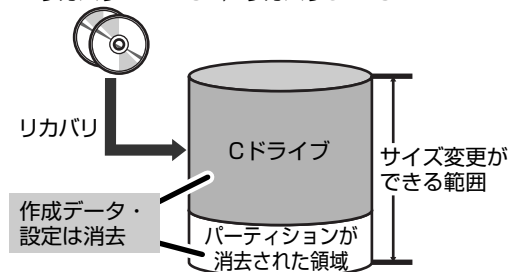 リカバリ
Cドライブ
サイズ変更が
できる範囲
作成データ・
設定は消去
パーティションが
消去された領域